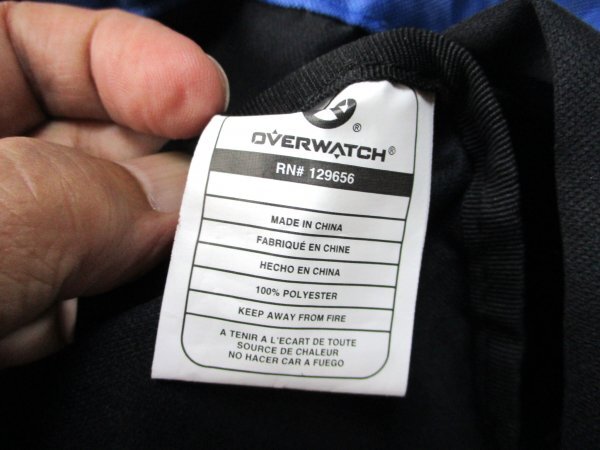 ®
OVERWATCH®
RN# 129656
MADE IN CHINA
FABRIQUÉ EN CHINE
HECHO EN CHINA
100% POLYESTER
KEEP AWAY FROM FIRE
A TENIR A L'ECART DE TOUTE
SOURCE DE CHALEUR
NO HACER CAR A FUEGO